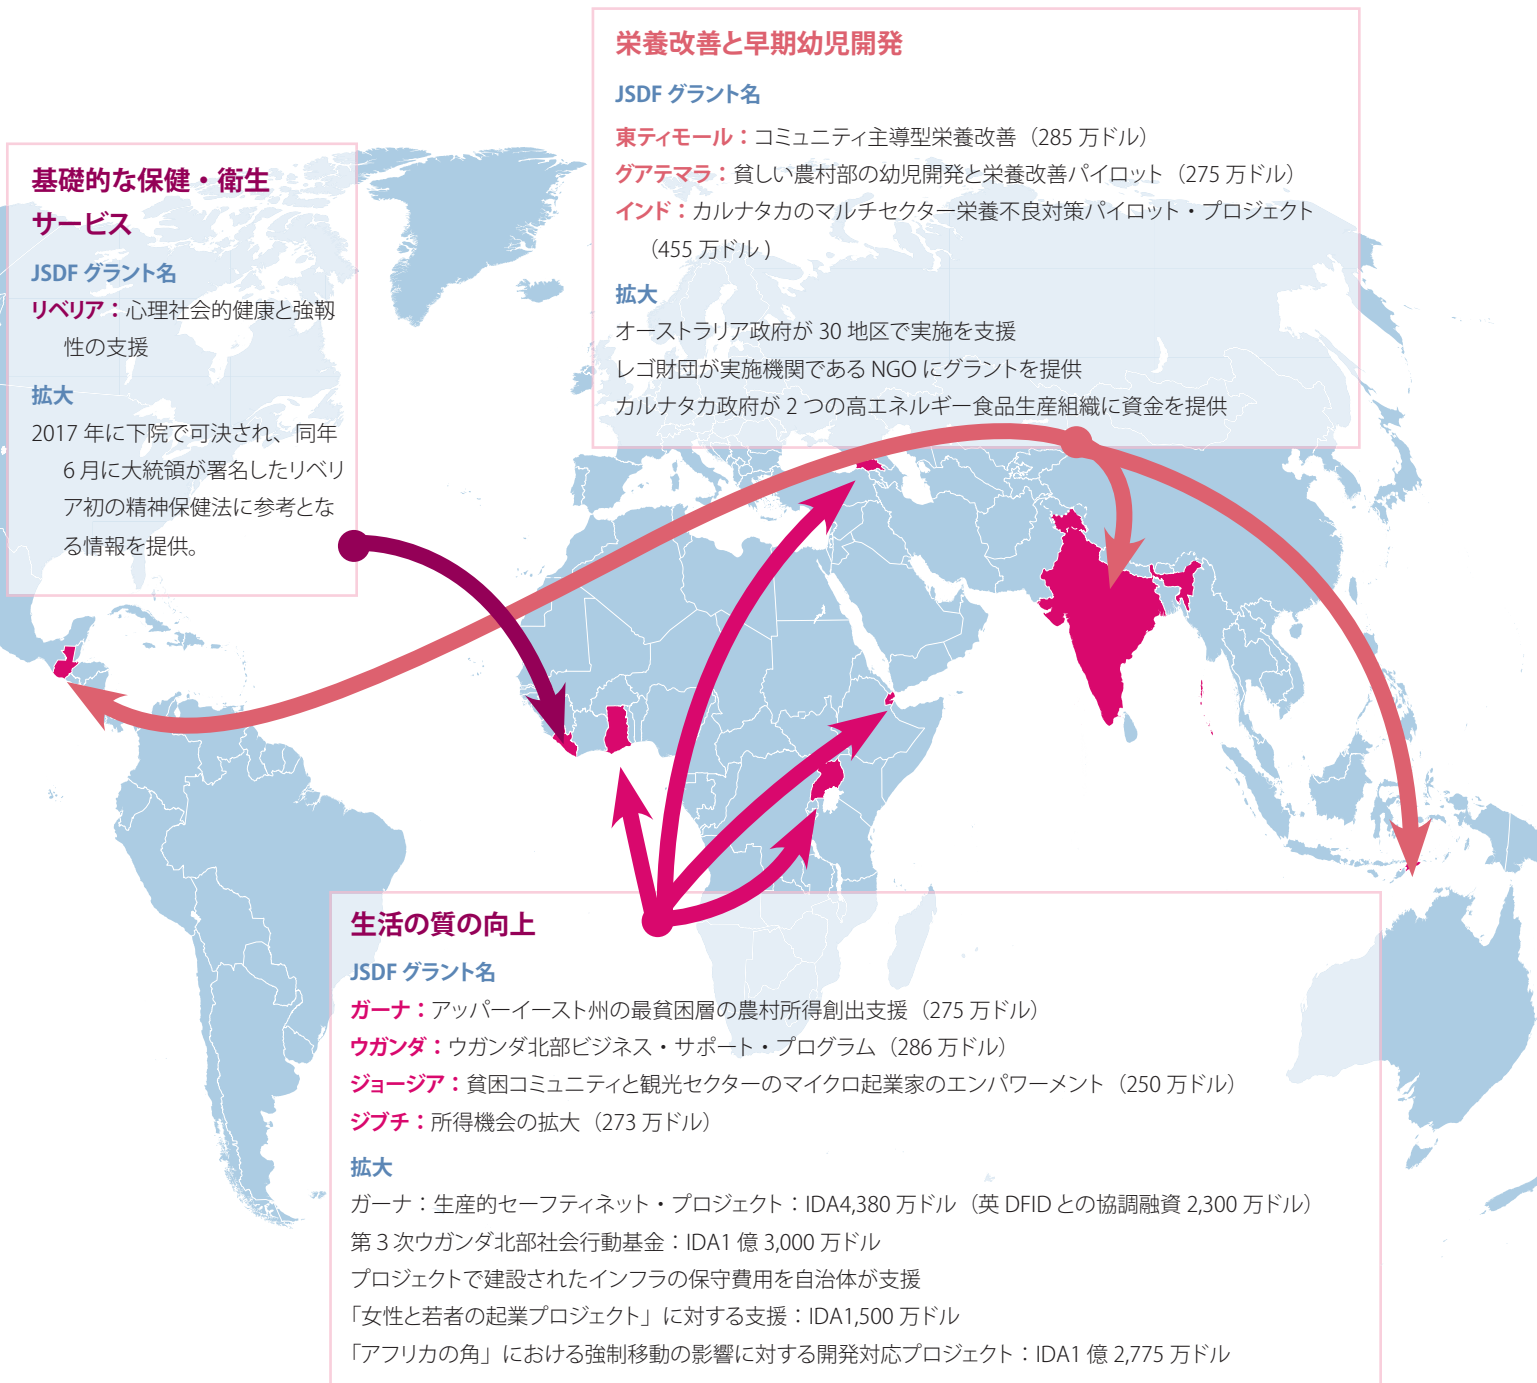 栄養改善と早期幼児開発
JSDF グラント名
東ティモール：コミュニティ主導型栄養改善（285 万ドル）
グアテマラ：貧しい農村部の幼児開発と栄養改善パイロット（275 万ドル）
インド：カルナタカのマルチセクター栄養不良対策パイロット・プロジェクト
（455 万ドル )
拡大
オーストラリア政府が 30 地区で実施を支援
レゴ財団が実施機関である NGO にグラントを提供
カルナタカ政府が 2 つの高エネルギー食品生産組織に資金を提供
基礎的な保健・衛生
サービス
JSDF グラント名
リベリア：心理社会的健康と強靱
性の支援
拡大
2017 年に下院で可決され、同年
6 月に大統領が署名したリベリ
ア初の精神保健法に参考とな
る情報を提供。
生活の質の向上
JSDF グラント名
ガーナ：アッパーイースト州の最貧困層の農村所得創出支援（275 万ドル）
ウガンダ：ウガンダ北部ビジネス・サポート・プログラム（286 万ドル）
ジョージア：貧困コミュニティと観光セクターのマイクロ起業家のエンパワーメント（250 万ドル）
ジブチ：所得機会の拡大（273 万ドル）
拡大
ガーナ：生産的セーフティネット・プロジェクト：IDA4,380 万ドル（英 DFID との協調融資 2,300 万ドル）
第 3 次ウガンダ北部社会行動基金：IDA1 億 3,000 万ドル
プロジェクトで建設されたインフラの保守費用を自治体が支援
「女性と若者の起業プロジェクト」に対する支援：IDA1,500 万ドル
「アフリカの角」における強制移動の影響に対する開発対応プロジェクト：IDA1 億 2,775 万ドル